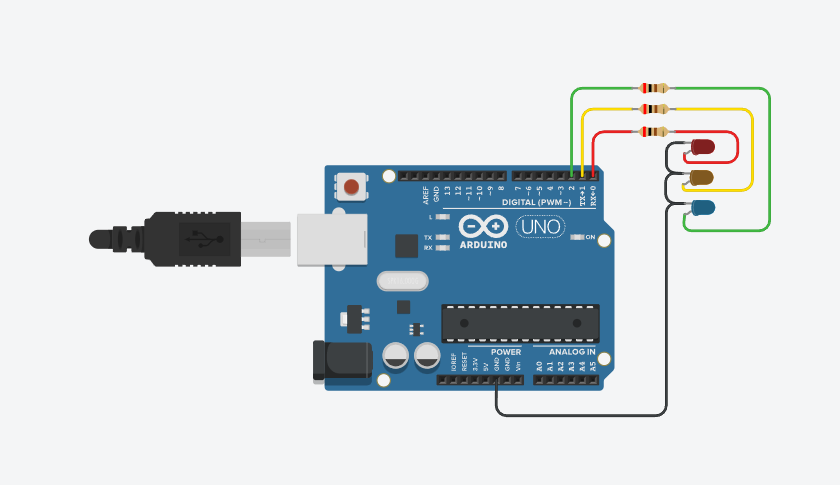 AREF
GND
13
12
~11
~10
~9
8
7
~6
~5
4
~3
2
TX→1
RX←0
DIGITAL (PWM~)
L
TX
RX
ARDUINO
UNO
ON
POWER
ANALOG IN
IOREF
RESET
3.3V
5V
GND
GND
Vin
A0
A1
A2
A3
A4
A5